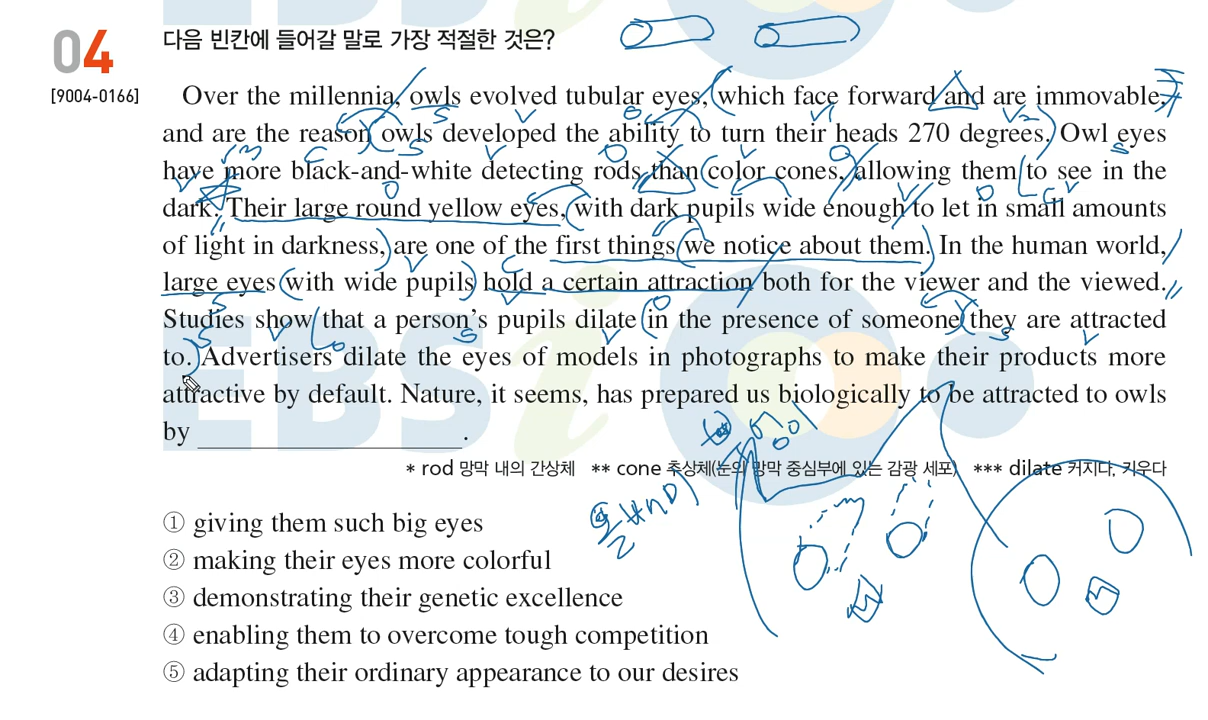 04
다음 빈칸에 들어갈 말로 가장 적절한 것은?
[9004-0166]
Over the millennia, owls evolved tubular eyes, which face forward and are immovable,
and are the reason owls developed the ability to turn their heads 270 degrees. Owl eyes
have more black-and-white detecting rods than color cones, allowing them to see in the
dark. Their large round yellow eyes, with dark pupils wide enough to let in small amounts
of light in darkness, are one of the first things we notice about them. In the human world,
large eyes with wide pupils hold a certain attraction both for the viewer and the viewed.
Studies show that a person's pupils dilate in the presence of someone they are attracted
to. Advertisers dilate the eyes of models in photographs to make their products more
attractive by default. Nature, it seems, has prepared us biologically to be attracted to owls
by ____________________.
* rod 망막 내의 간상체 ** cone 추상체(눈의 망막 중심부에 있는 감광 세포) *** dilate 커지다, 키우다
① giving them such big eyes
② making their eyes more colorful
③ demonstrating their genetic excellence
④ enabling them to overcome tough competition
⑤ adapting their ordinary appearance to our desires
EBSi